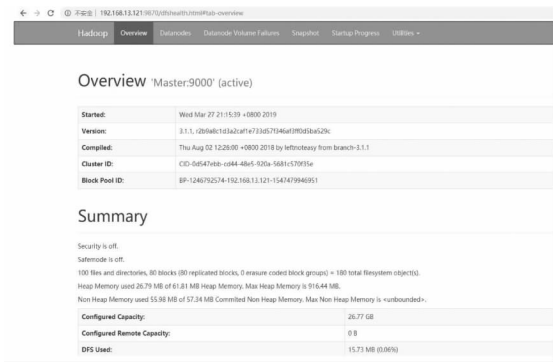 不安全 | 192.168.13.121:9870/dfshealth.html#tab-overview
Hadoop Overview Datanodes Datanode Volume Failures Snapshot Startup Progress Utilities
Overview 'Master:9000' (active)
Started: Wed Mar 27 21:15:39 +0800 2019
Version: 3.1.1, r2b9a8c1d3a2caf1e733d57f346af3ff0d5ba529c
Compiled: Thu Aug 02 12:26:00 +0800 2018 by leftnoteasy from branch-3.1.1
Cluster ID:
Block Pool ID: BP-1246792574-192.168.13.121-1547479946951
Summary
Security is off.
Safemode is off.
100 files and directories, 80 blocks (80 replicated blocks, 0 erasure coded block groups) = 180 total filesystem object(s).
Heap Memory used 26.79 MB of 61.81 MB Heap Memory. Max Heap Memory is 916.44 MB.
Non Heap Memory used 55.98 MB of 57.34 MB Commited Non Heap Memory. Max Non Heap Memory is <unbounded>.
Configured Capacity: 26.77 GB
Configured Remote Capacity: 0 B
DFS Used: 15.73 MB (0.06%)